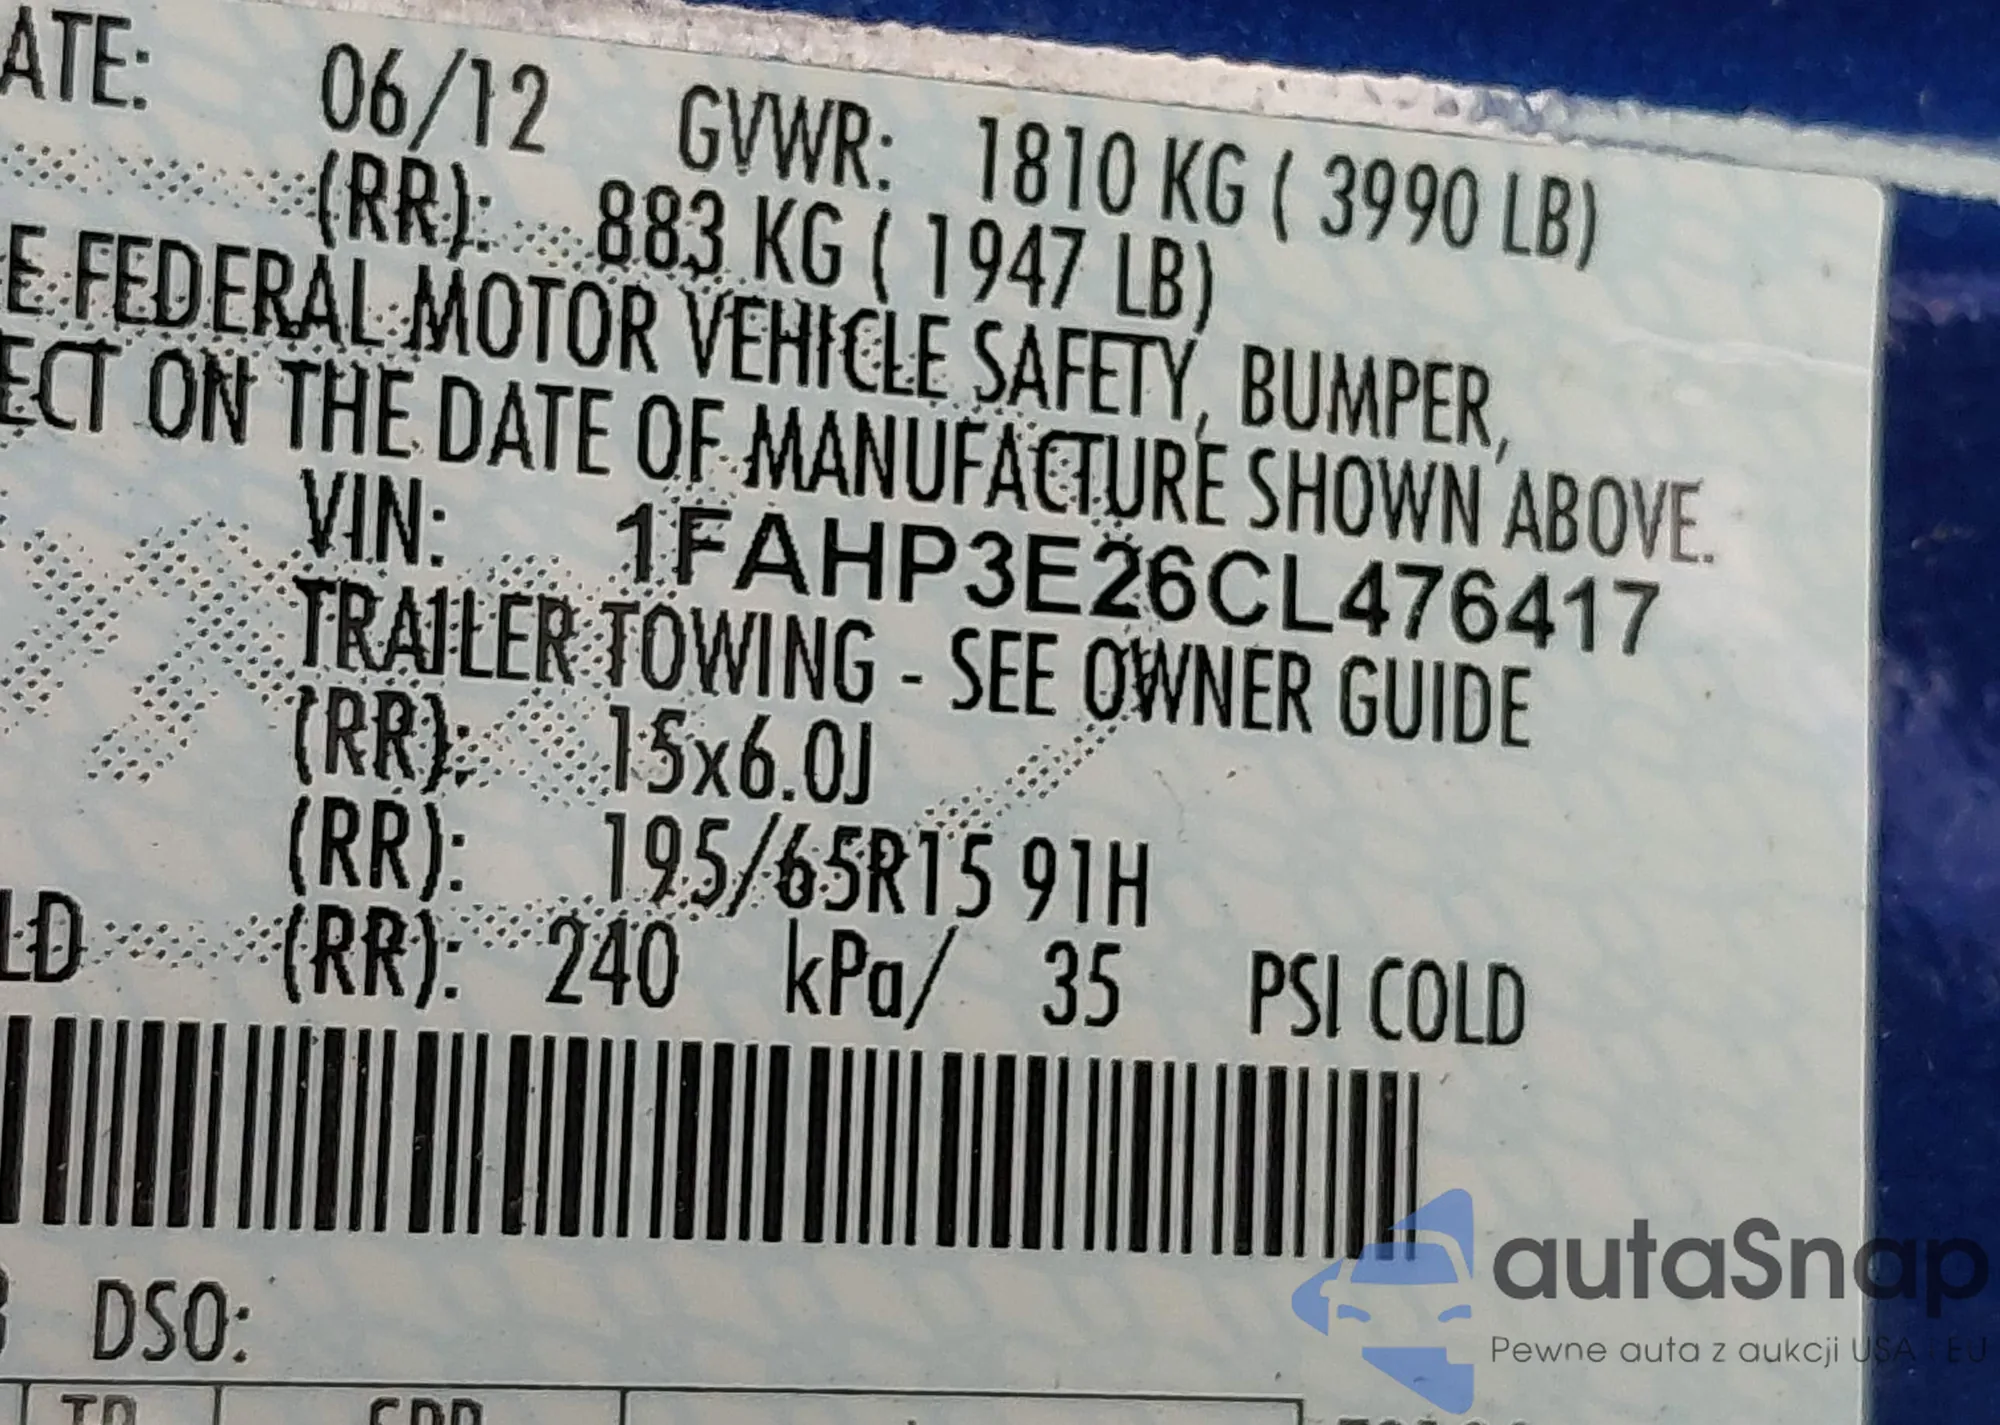 ATE: 06/12 GVWR: 1810 KG ( 3990 LB)
(RR): 883 KG ( 1947 LB)
E FEDERAL MOTOR VEHICLE SAFETY, BUMPER,
ECT ON THE DATE OF MANUFACTURE SHOWN ABOVE.
VIN: 1FAHP3E26CL476417
TRAILER TOWING - SEE OWNER GUIDE
(RR): 15x6.0J
(RR): 195/65R15 91H
LD (RR): 240 kPa/ 35 PSI COLD
DSO:
autaSnap
Pewne auta z aukcji USA i EU